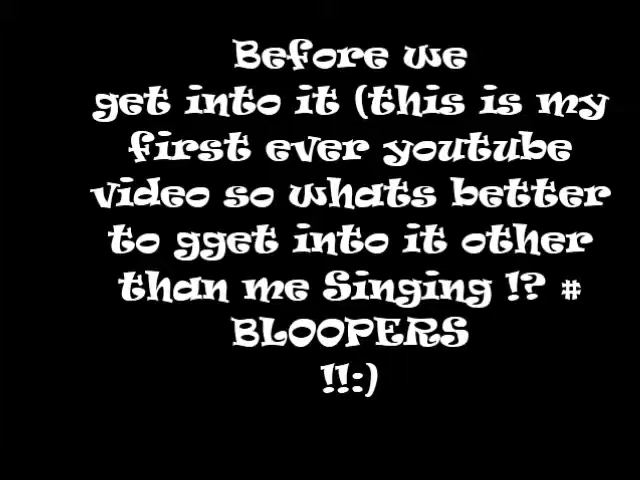 Before we
get into it (this is my
first ever youtube
video so whats better
to gget into it other
than me Singing !? #
BLOOPERS
!!:)